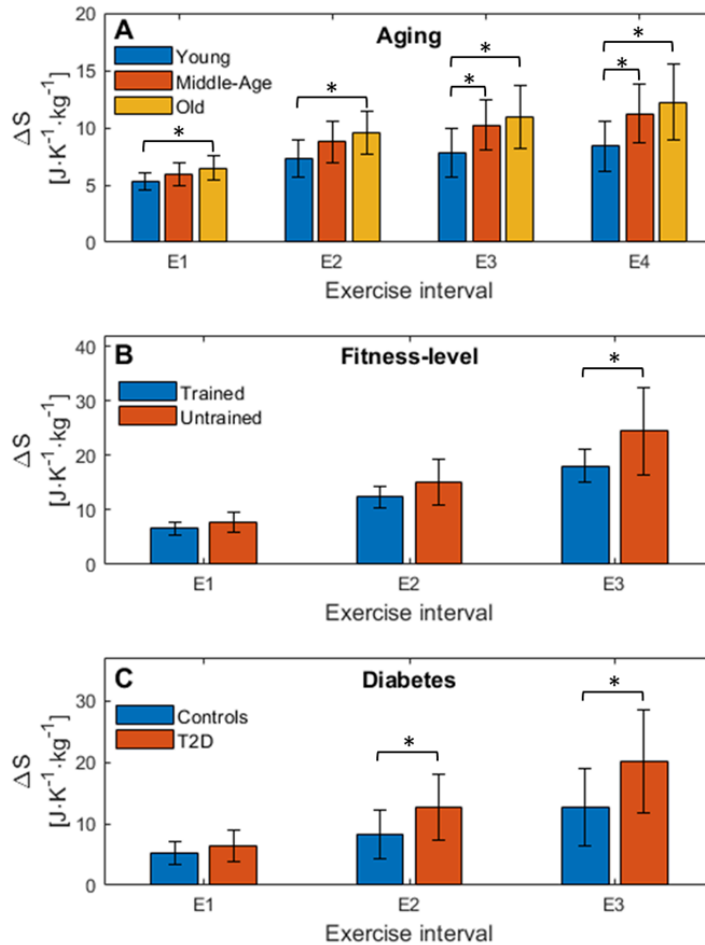 A Aging
Young
Middle-Age
Old
* * * * * *
ΔS
[J·K⁻¹·kg⁻¹]
20
15
10
5
0
E1 E2 E3 E4
Exercise interval
B Fitness-level
Trained
Untrained
*
ΔS
[J·K⁻¹·kg⁻¹]
40
30
20
10
0
E1 E2 E3
Exercise interval
C Diabetes
Controls
T2D
* *
ΔS
[J·K⁻¹·kg⁻¹]
30
20
10
0
E1 E2 E3
Exercise interval